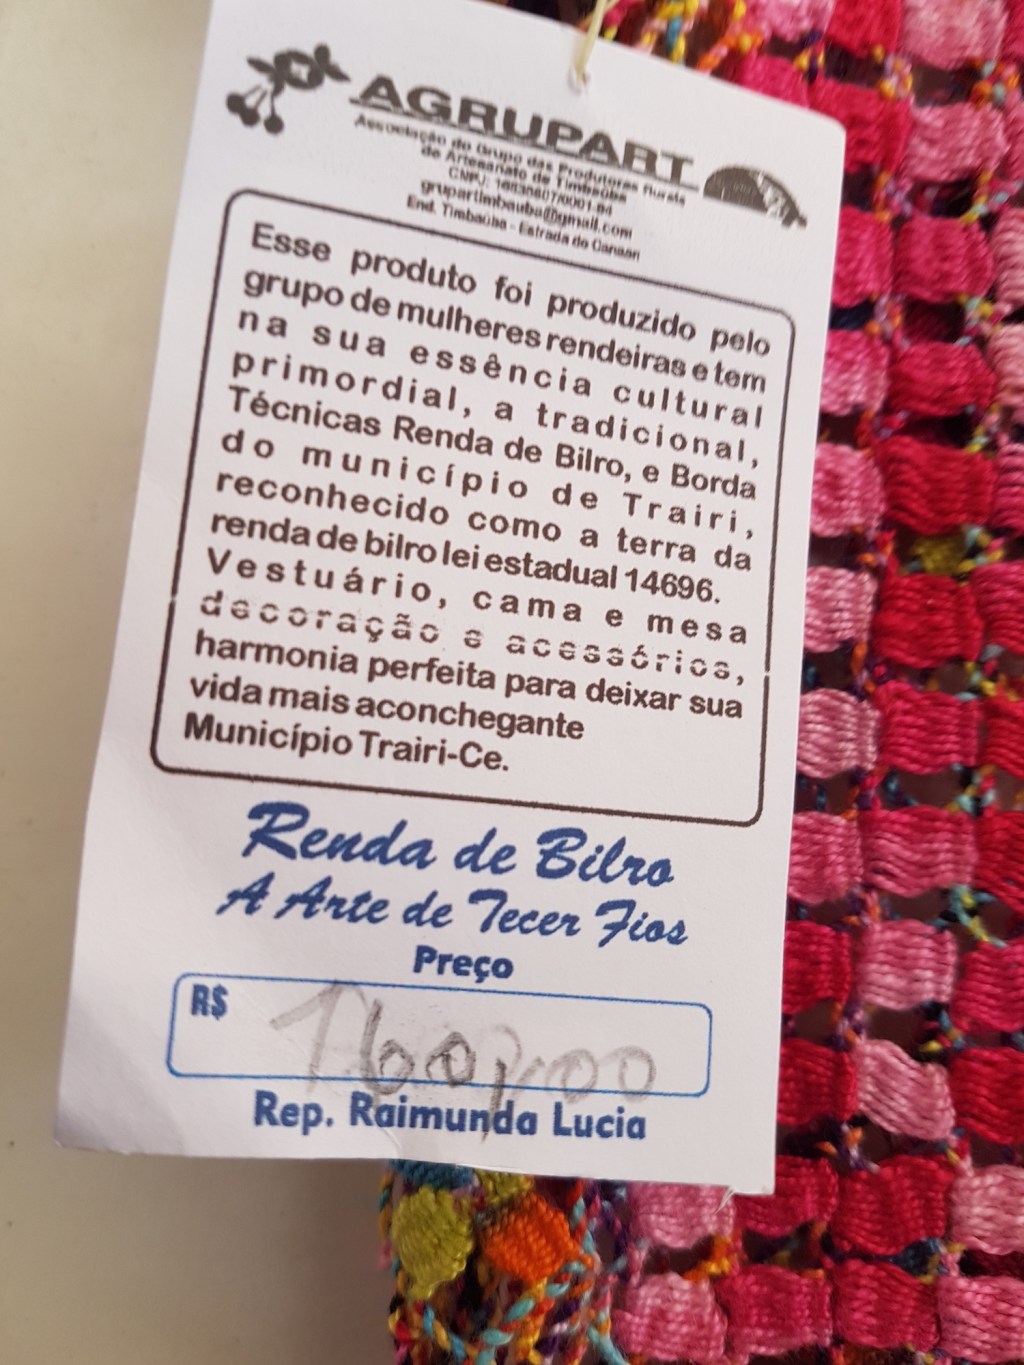 AGRUPART
Associação do Grupo das Produtoras Rurais
de Artesanato de Timbaúba
CNPJ: 16630607/0001-94
grupartimbauba@gmail.com
End. Timbaúba - Estrada do Canaan
Esse produto foi produzido pelo
grupo de mulheres rendeiras e tem
na sua essência cultural
primordial, a tradicional,
Técnicas Renda de Bilro, e Borda
do município de Trairi,
reconhecido como a terra da
renda de bilro lei estadual 14696.
Vestuário, cama e mesa
decoração e acessórios,
harmonia perfeita para deixar sua
vida mais aconchegante
Município Trairi-Ce.
Renda de Bilro
A Arte de Tecer Fios
Preço
R$ 160,00
Rep. Raimunda Lucia